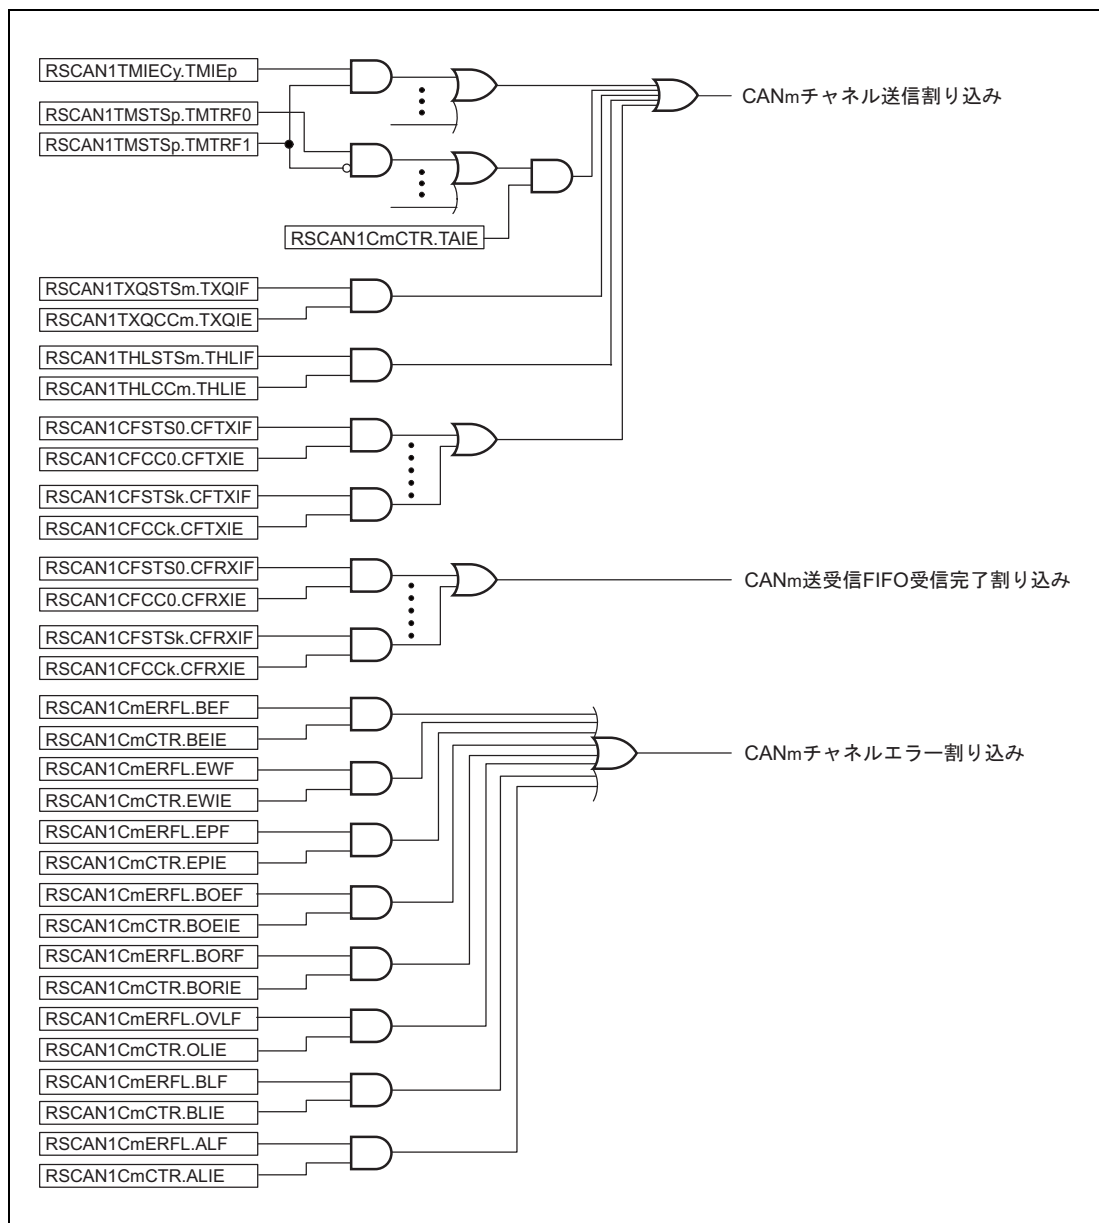 RSCAN1TMIECy.TMIEp
RSCAN1TMSTSp.TMTRF0
RSCAN1TMSTSp.TMTRF1
RSCAN1CmCTR.TAIE
CANmチャネル送信割り込み
RSCAN1TXQSTSm.TXQIF
RSCAN1TXQCCm.TXQIE
RSCAN1THLSTSm.THLIF
RSCAN1THLCCm.THLIE
RSCAN1CFSTS0.CFTXIF
RSCAN1CFCC0.CFTXIE
RSCAN1CFSTSk.CFTXIF
RSCAN1CFCCk.CFTXIE
RSCAN1CFSTS0.CFRXIF
RSCAN1CFCC0.CFRXIE
CANm送受信FIFO受信完了割り込み
RSCAN1CFSTSk.CFRXIF
RSCAN1CFCCk.CFRXIE
RSCAN1CmERFL.BEF
RSCAN1CmCTR.BEIE
CANmチャネルエラー割り込み
RSCAN1CmERFL.EWF
RSCAN1CmCTR.EWIE
RSCAN1CmERFL.EPF
RSCAN1CmCTR.EPIE
RSCAN1CmERFL.BOEF
RSCAN1CmCTR.BOEIE
RSCAN1CmERFL.BORF
RSCAN1CmCTR.BORIE
RSCAN1CmERFL.OVLF
RSCAN1CmCTR.OLIE
RSCAN1CmERFL.BLF
RSCAN1CmCTR.BLIE
RSCAN1CmERFL.ALF
RSCAN1CmCTR.ALIE